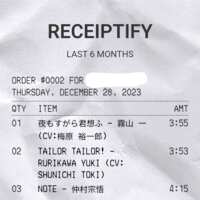 RECEIPTIFY
LAST 6 MONTHS
ORDER #0002 FOR
THURSDAY, DECEMBER 28, 2023
QTY ITEM AMT
01 夜もすがら君想ふ - 霧山 一 3:55
(CV:梅原 裕一郎)
02 TAILOR TAILOR! - 3:53
RURIKAWA YUKI (CV:
SHUNICHI TOKI)
03 NOTE - 仲村宗悟 4:15